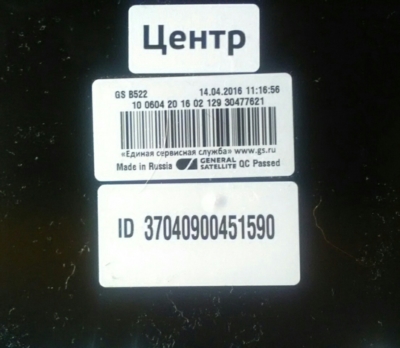 Центр
GS B522 14.04.2016 11:16:56
10 0604 20 16 02 129 30477621
«Единая сервисная служба» www.gs.ru
Made in Russia GENERAL SATELLITE QC Passed
ID 37040900451590